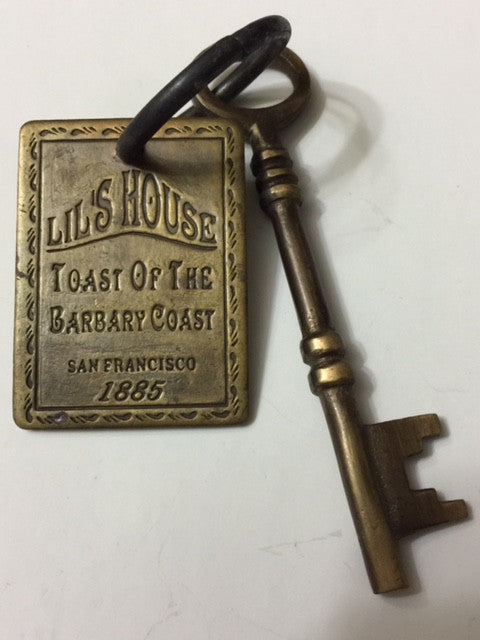 LIL'S HOUSE
TOAST OF THE
BARBARY COAST
SAN FRANCISCO
1885